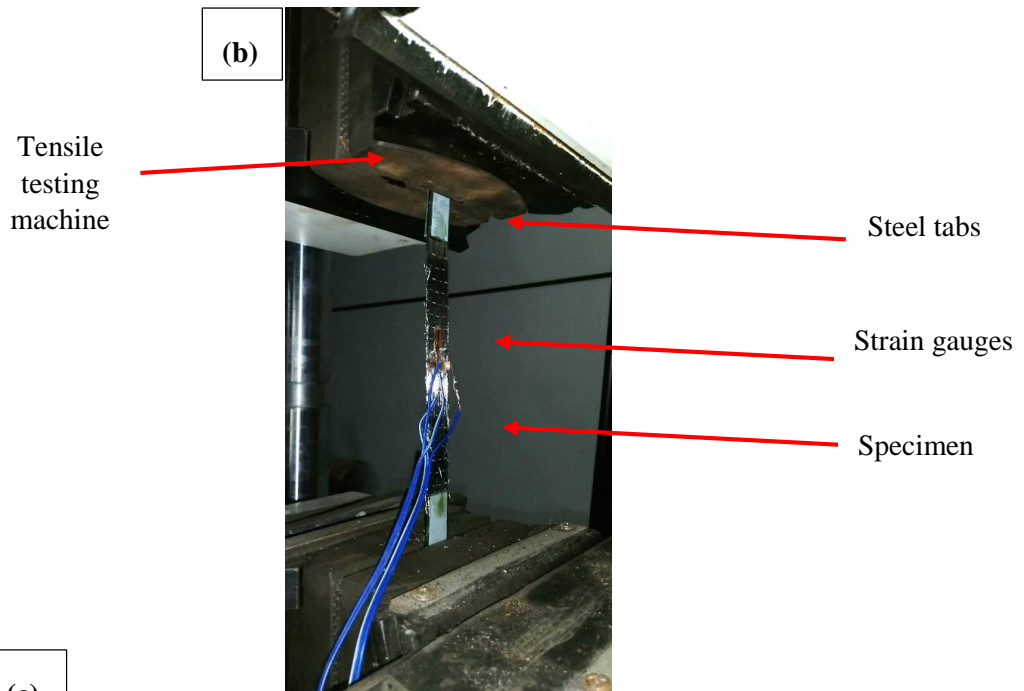 (b)
Tensile
testing
machine
Steel tabs
Strain gauges
Specimen